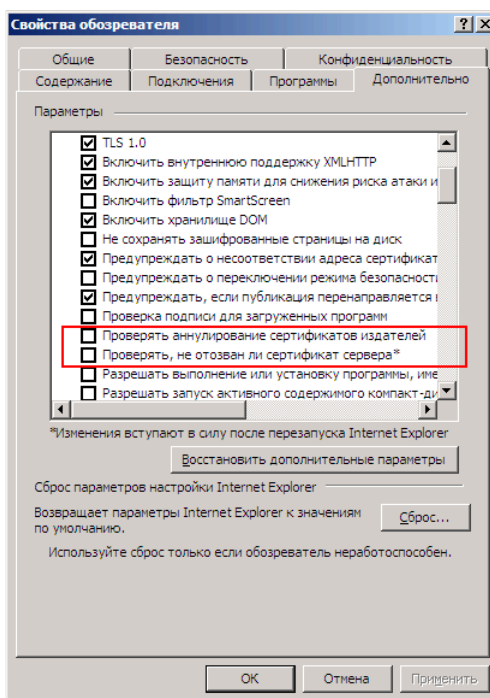 Свойства обозревателя
Общие Безопасность Конфиденциальность
Содержание Подключения Программы Дополнительно
Параметры
TLS 1.0
Включить внутреннюю поддержку XMLHTTP
Включить защиту памяти для снижения риска атаки и
Включить фильтр SmartScreen
Включить хранилище DOM
Не сохранять зашифрованные страницы на диск
Предупреждать о несоответствии адреса сертификат
Предупреждать о переключении режима безопасности
Предупреждать, если публикация перенаправляется
Проверка подписи для загруженных программ
Проверять аннулирование сертификатов издателей
Проверять, не отозван ли сертификат сервера*
Разрешать выполнение или установку программы, име
Разрешать запуск активного содержимого компакт-ди
*Изменения вступают в силу после перезапуска Internet Explorer
Восстановить дополнительные параметры
Сброс параметров настройки Internet Explorer
Возвращает параметры Internet Explorer к значениям
по умолчанию.
Сброс...
Используйте сброс только если обозреватель неработоспособен.
OK Отмена Применить